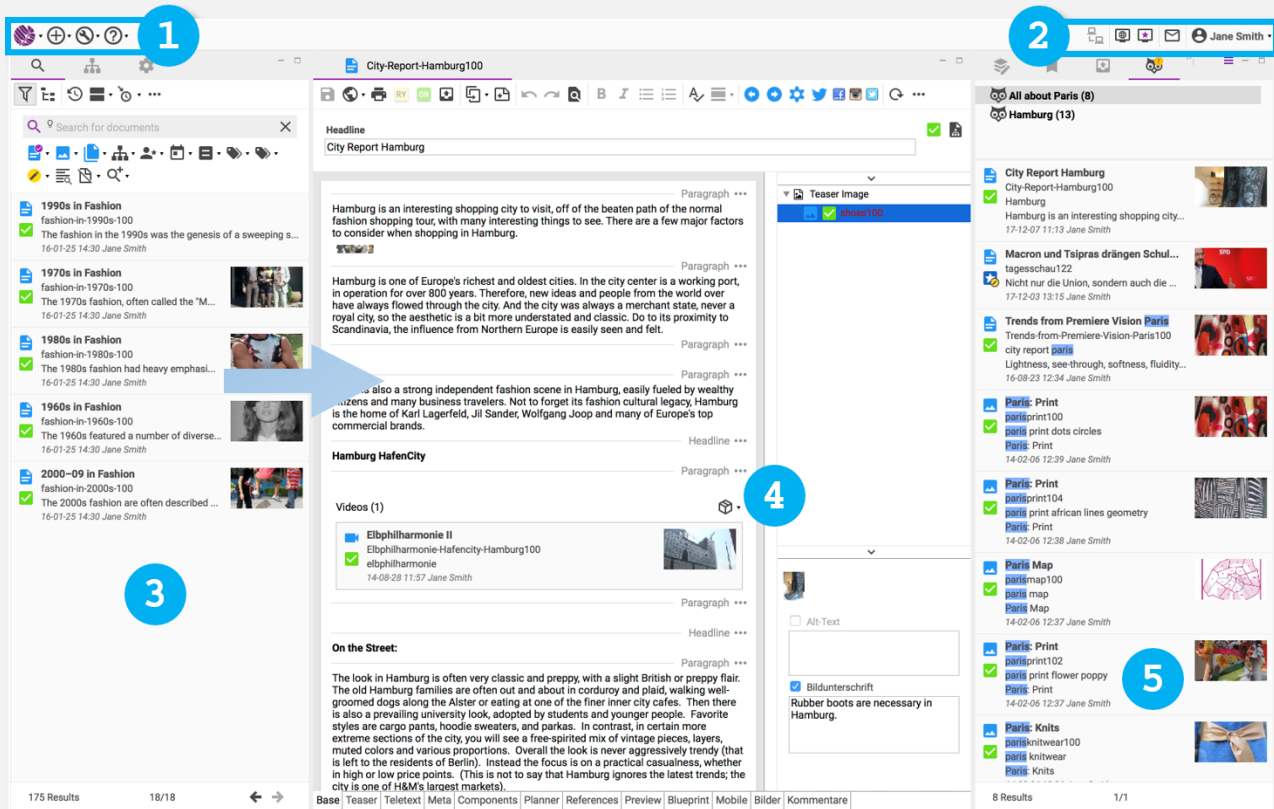 1
2
Jane Smith
City-Report-Hamburg100
RY
ON
B I
Search for documents
1990s in Fashion
fashion-in-1990s-100
The fashion in the 1990s was the genesis of a sweeping s...
16-01-25 14:30 Jane Smith
1970s in Fashion
fashion-in-1970s-100
The 1970s fashion, often called the "M...
16-01-25 14:30 Jane Smith
1980s in Fashion
fashion-in-1980s-100
The 1980s fashion had heavy emphasi...
16-01-25 14:30 Jane Smith
1960s in Fashion
fashion-in-1960s-100
The 1960s featured a number of diverse...
16-01-25 14:30 Jane Smith
2000–09 in Fashion
fashion-in-2000s-100
The 2000s fashion are often described ...
16-01-25 14:30 Jane Smith
3
175 Results
18/18
Headline
City Report Hamburg
Paragraph
Hamburg is an interesting shopping city to visit, off of the beaten path of the normal
fashion shopping tour, with many interesting things to see. There are a few major factors
to consider when shopping in Hamburg.
Paragraph
Hamburg is one of Europe's richest and oldest cities. In the city center is a working port,
in operation for over 800 years. Therefore, new ideas and people from the world over
have always flowed through the city. And the city was always a merchant state, never a
royal city, so the aesthetic is a bit more understated and classic. Do to its proximity to
Scandinavia, the influence from Northern Europe is easily seen and felt.
Paragraph
Paragraph
also a strong independent fashion scene in Hamburg, easily fueled by wealthy
citizens and many business travelers. Not to forget its fashion cultural legacy, Hamburg
is the home of Karl Lagerfeld, Jil Sander, Wolfgang Joop and many of Europe's top
commercial brands.
Headline
Hamburg HafenCity
Paragraph
Videos (1)
4
Elbphilharmonie II
Elbphilharmonie-Hafencity-Hamburg100
elbphilharmonie
14-08-28 11:57 Jane Smith
Paragraph
Headline
On the Street:
Paragraph
The look in Hamburg is often very classic and preppy, with a slight British or preppy flair.
The old Hamburg families are often out and about in corduroy and plaid, walking well-
groomed dogs along the Alster or eating at one of the finer inner city cafes. Then there
is also a prevailing university look, adopted by students and younger people. Favorite
styles are cargo pants, hoodie sweaters, and parkas. In contrast, in certain more
extreme sections of the city, you will see a free-spirited mix of vintage pieces, layers,
muted colors and various proportions. Overall the look is never aggressively trendy (that
is left to the residents of Berlin). Instead the focus is on a practical casualness, whether
in high or low price points. (This is not to say that Hamburg ignores the latest trends; the
city is one of H&M's largest markets).
Base Teaser Teletext Meta Components Planner References Preview Blueprint Mobile Bilder Kommentare
Teaser Image
shoes100
Alt-Text
Bildunterschrift
Rubber boots are necessary in
Hamburg.
All about Paris (8)
Hamburg (13)
City Report Hamburg
City-Report-Hamburg100
Hamburg
Hamburg is an interesting shopping city...
17-12-07 11:13 Jane Smith
Macron und Tsipras drängen Schul...
tagesschau122
Nicht nur die Union, sondern auch die ...
17-12-03 13:15 Jane Smith
SPD
Trends from Premiere Vision Paris
Trends-from-Premiere-Vision-Paris100
city report paris
Lightness, see-through, softness, fluidity...
16-08-23 12:34 Jane Smith
Paris: Print
parisprint100
paris print dots circles
Paris: Print
14-02-06 12:39 Jane Smith
Paris: Print
parisprint104
paris print african lines geometry
Paris: Print
14-02-06 12:38 Jane Smith
Paris Map
parismap100
paris map
Paris Map
14-02-06 12:37 Jane Smith
Paris: Print
parisprint102
paris print flower poppy
Paris: Print
14-02-06 12:37 Jane Smith
5
Paris: Knits
parisknitwear100
paris knitwear
Paris: Knits
8 Results
1/1